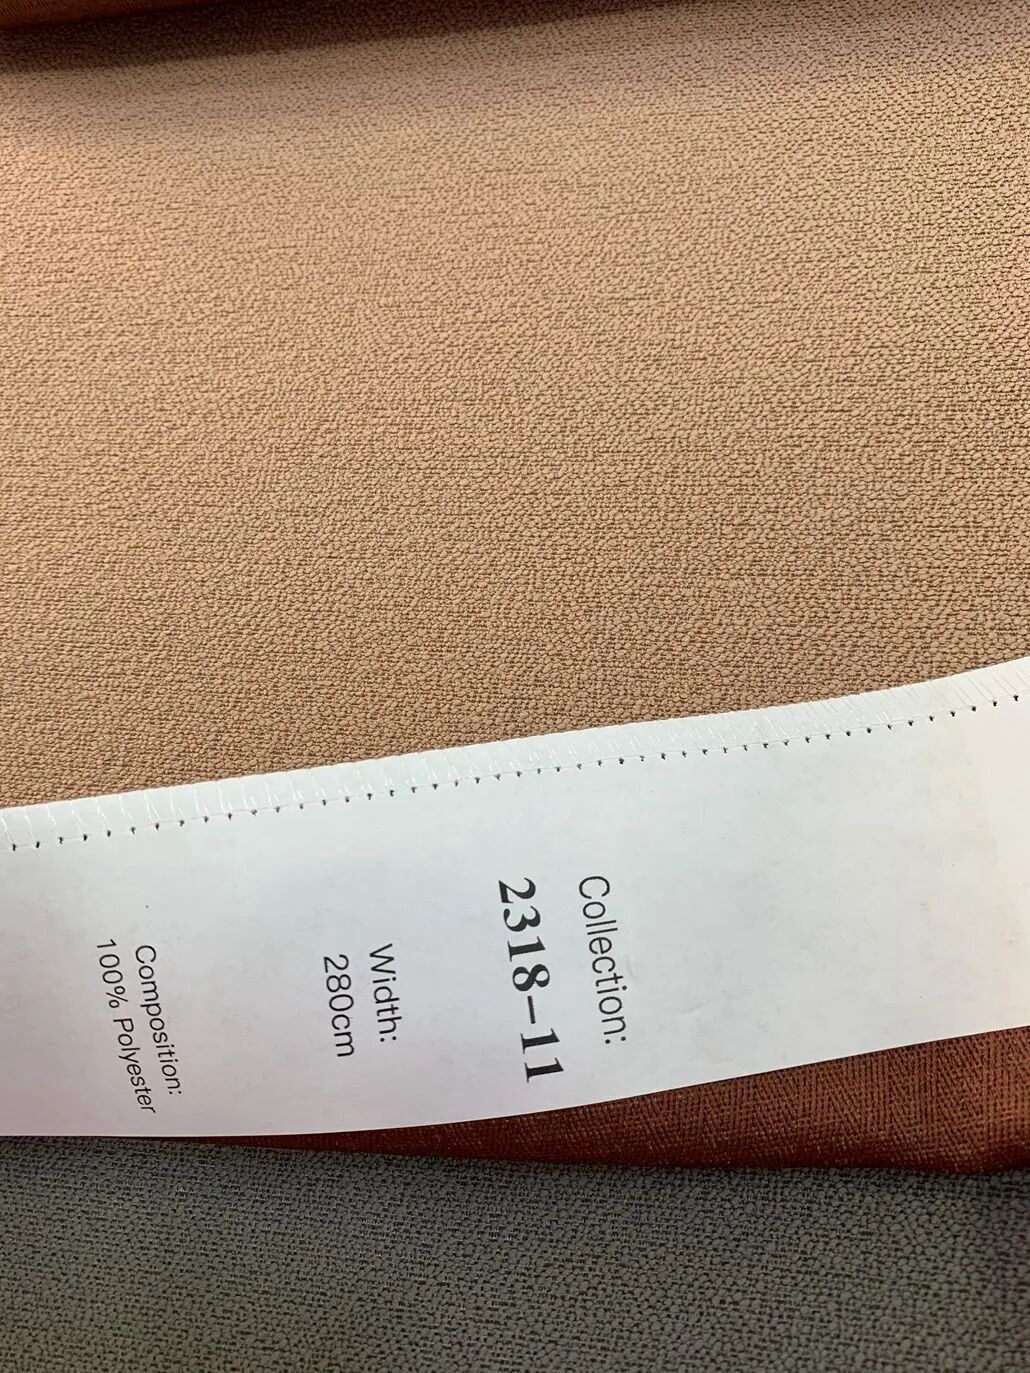 Collection:
2318-11
Width:
280cm
Composition:
100% Polyester